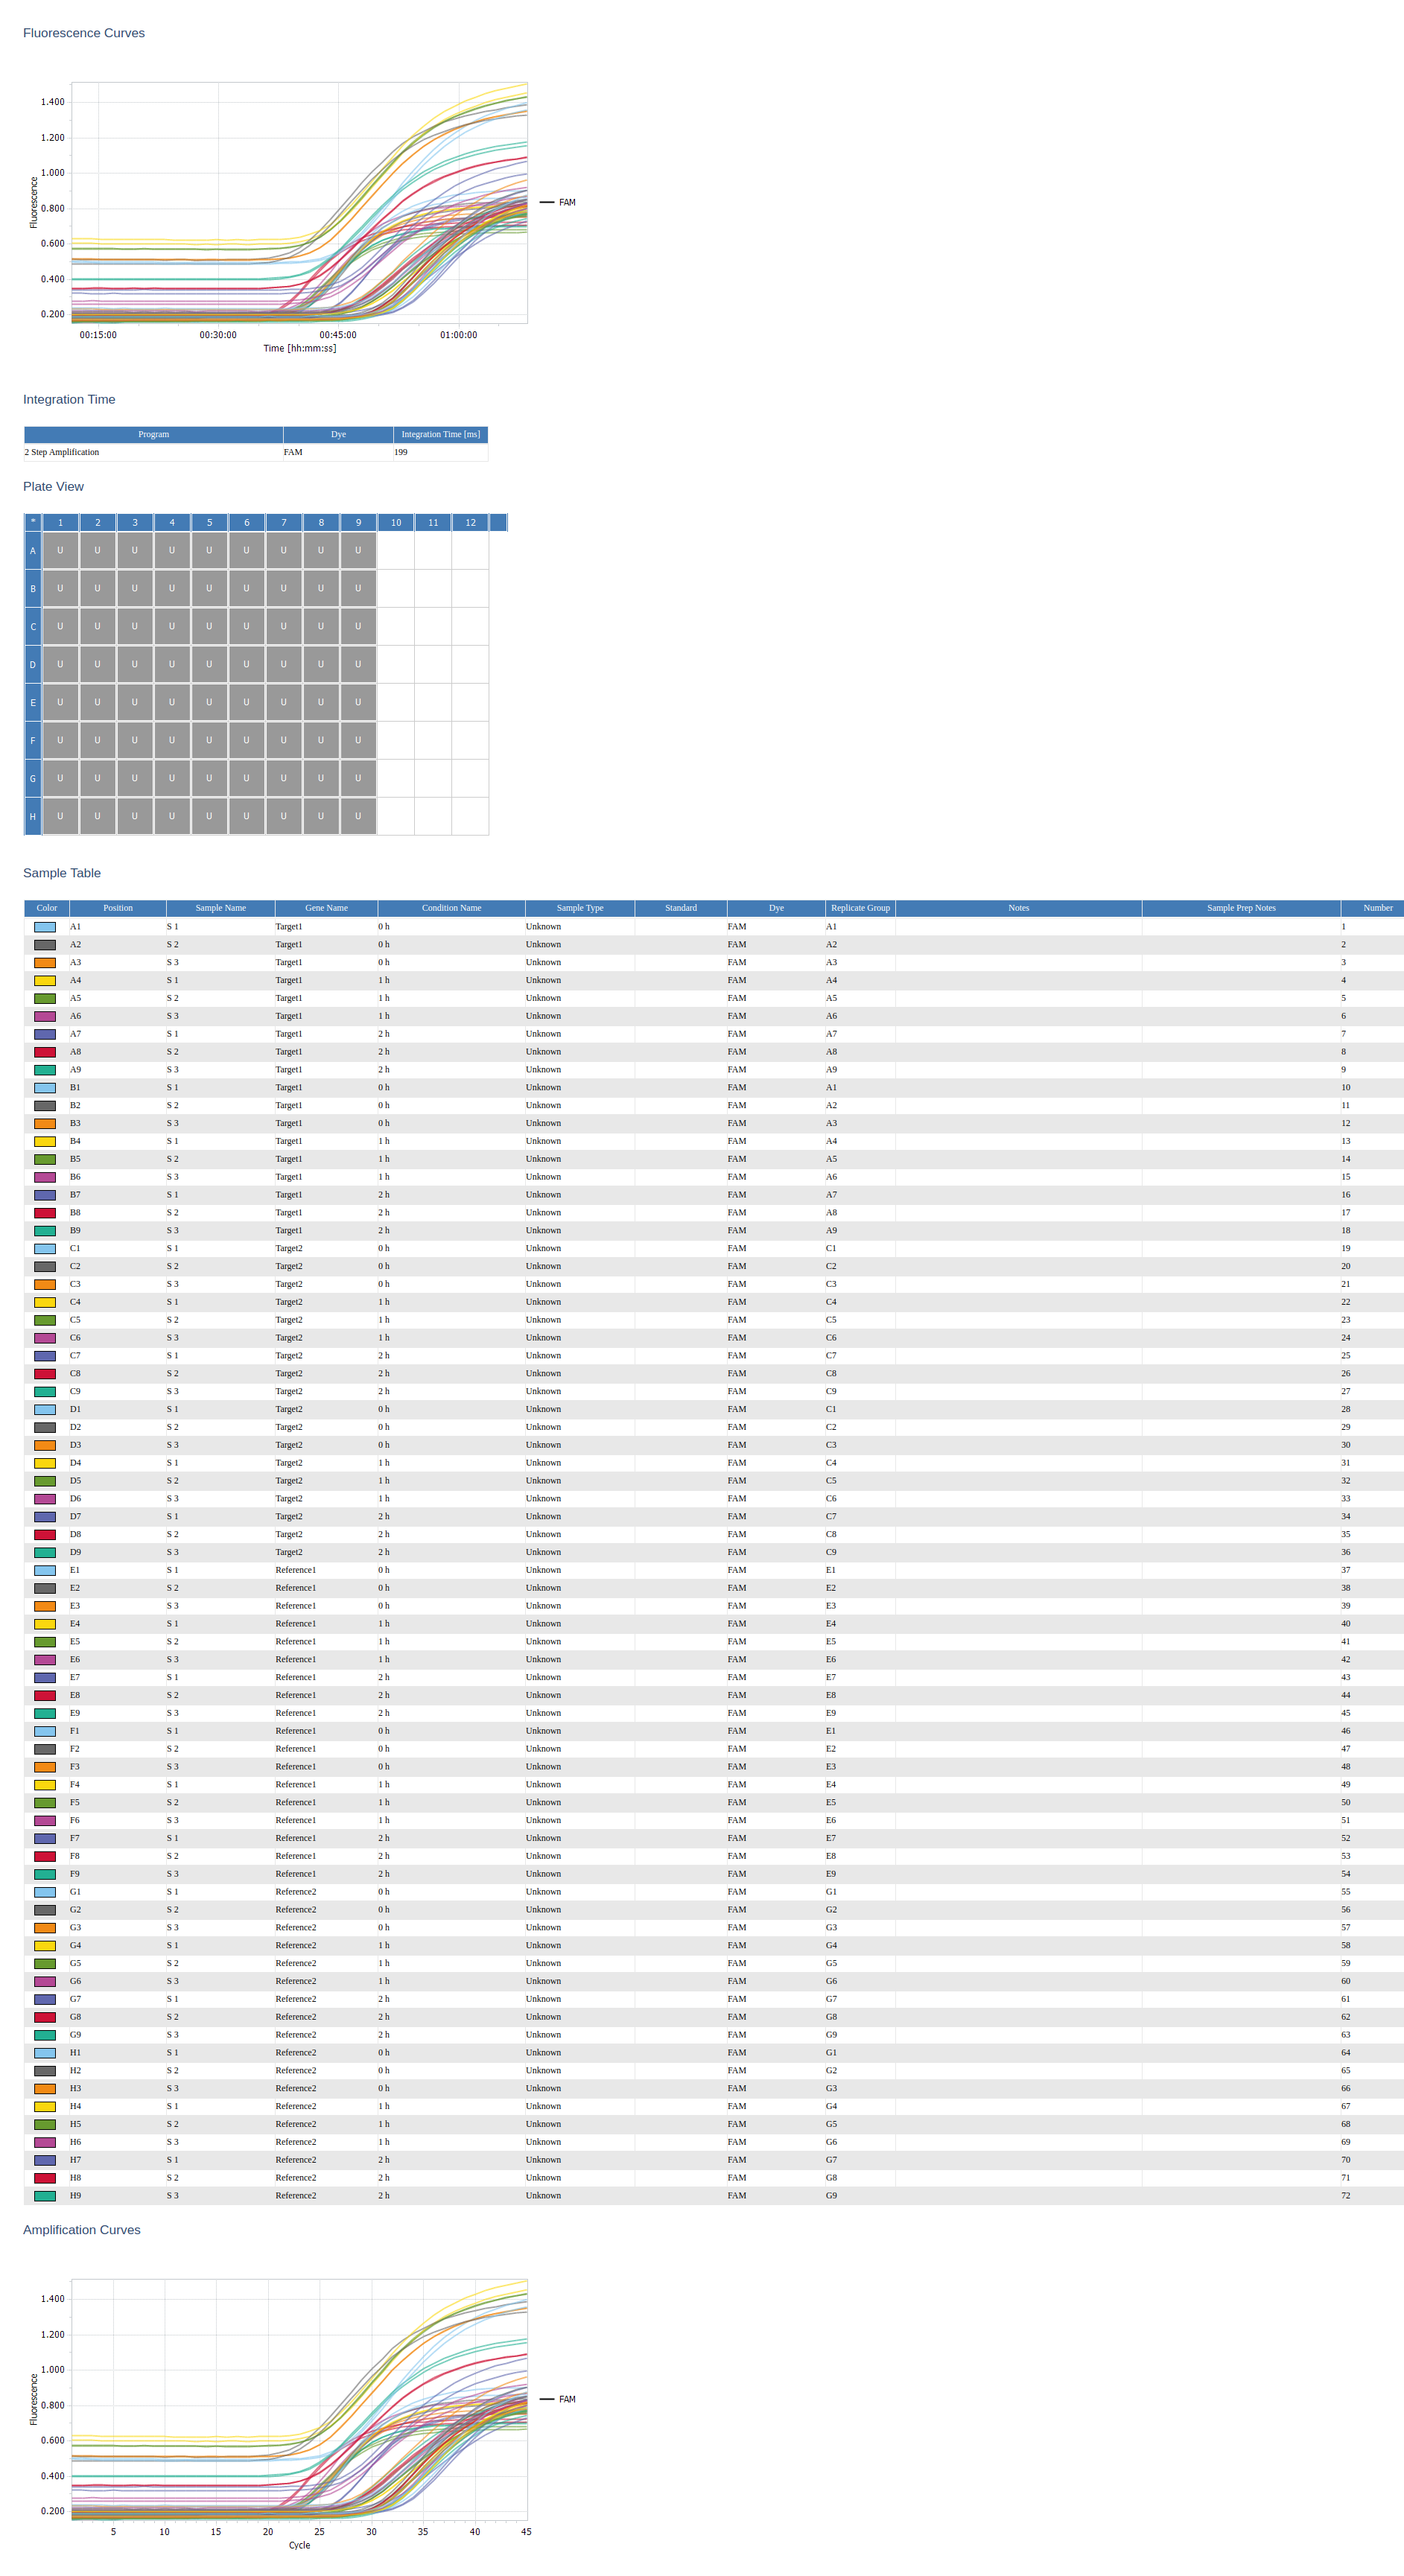 Fluorescence Curves
1.400
1.200
1.000
0.800
0.600
0.400
0.200
Fluorescence
FAM
00:15:00 00:30:00 00:45:00 01:00:00
Time [hh:mm:ss]
Integration Time
Program Dye Integration Time [ms]
2 Step Amplification FAM 199
Plate View
* 1 2 3 4 5 6 7 8 9 10 11 12
A U U U U U U U U U
B U U U U U U U U U
C U U U U U U U U U
D U U U U U U U U U
E U U U U U U U U U
F U U U U U U U U U
G U U U U U U U U U
H U U U U U U U U U
Sample Table
Color Position Sample Name Gene Name Condition Name Sample Type Standard Dye Replicate Group Notes Sample Prep Notes Number
A1 S 1 Target1 0 h Unknown FAM A1 1
A2 S 2 Target1 0 h Unknown FAM A2 2
A3 S 3 Target1 0 h Unknown FAM A3 3
A4 S 1 Target1 1 h Unknown FAM A4 4
A5 S 2 Target1 1 h Unknown FAM A5 5
A6 S 3 Target1 1 h Unknown FAM A6 6
A7 S 1 Target1 2 h Unknown FAM A7 7
A8 S 2 Target1 2 h Unknown FAM A8 8
A9 S 3 Target1 2 h Unknown FAM A9 9
B1 S 1 Target1 0 h Unknown FAM A1 10
B2 S 2 Target1 0 h Unknown FAM A2 11
B3 S 3 Target1 0 h Unknown FAM A3 12
B4 S 1 Target1 1 h Unknown FAM A4 13
B5 S 2 Target1 1 h Unknown FAM A5 14
B6 S 3 Target1 1 h Unknown FAM A6 15
B7 S 1 Target1 2 h Unknown FAM A7 16
B8 S 2 Target1 2 h Unknown FAM A8 17
B9 S 3 Target1 2 h Unknown FAM A9 18
C1 S 1 Target2 0 h Unknown FAM C1 19
C2 S 2 Target2 0 h Unknown FAM C2 20
C3 S 3 Target2 0 h Unknown FAM C3 21
C4 S 1 Target2 1 h Unknown FAM C4 22
C5 S 2 Target2 1 h Unknown FAM C5 23
C6 S 3 Target2 1 h Unknown FAM C6 24
C7 S 1 Target2 2 h Unknown FAM C7 25
C8 S 2 Target2 2 h Unknown FAM C8 26
C9 S 3 Target2 2 h Unknown FAM C9 27
D1 S 1 Target2 0 h Unknown FAM C1 28
D2 S 2 Target2 0 h Unknown FAM C2 29
D3 S 3 Target2 0 h Unknown FAM C3 30
D4 S 1 Target2 1 h Unknown FAM C4 31
D5 S 2 Target2 1 h Unknown FAM C5 32
D6 S 3 Target2 1 h Unknown FAM C6 33
D7 S 1 Target2 2 h Unknown FAM C7 34
D8 S 2 Target2 2 h Unknown FAM C8 35
D9 S 3 Target2 2 h Unknown FAM C9 36
E1 S 1 Reference1 0 h Unknown FAM E1 37
E2 S 2 Reference1 0 h Unknown FAM E2 38
E3 S 3 Reference1 0 h Unknown FAM E3 39
E4 S 1 Reference1 1 h Unknown FAM E4 40
E5 S 2 Reference1 1 h Unknown FAM E5 41
E6 S 3 Reference1 1 h Unknown FAM E6 42
E7 S 1 Reference1 2 h Unknown FAM E7 43
E8 S 2 Reference1 2 h Unknown FAM E8 44
E9 S 3 Reference1 2 h Unknown FAM E9 45
F1 S 1 Reference1 0 h Unknown FAM E1 46
F2 S 2 Reference1 0 h Unknown FAM E2 47
F3 S 3 Reference1 0 h Unknown FAM E3 48
F4 S 1 Reference1 1 h Unknown FAM E4 49
F5 S 2 Reference1 1 h Unknown FAM E5 50
F6 S 3 Reference1 1 h Unknown FAM E6 51
F7 S 1 Reference1 2 h Unknown FAM E7 52
F8 S 2 Reference1 2 h Unknown FAM E8 53
F9 S 3 Reference1 2 h Unknown FAM E9 54
G1 S 1 Reference2 0 h Unknown FAM G1 55
G2 S 2 Reference2 0 h Unknown FAM G2 56
G3 S 3 Reference2 0 h Unknown FAM G3 57
G4 S 1 Reference2 1 h Unknown FAM G4 58
G5 S 2 Reference2 1 h Unknown FAM G5 59
G6 S 3 Reference2 1 h Unknown FAM G6 60
G7 S 1 Reference2 2 h Unknown FAM G7 61
G8 S 2 Reference2 2 h Unknown FAM G8 62
G9 S 3 Reference2 2 h Unknown FAM G9 63
H1 S 1 Reference2 0 h Unknown FAM G1 64
H2 S 2 Reference2 0 h Unknown FAM G2 65
H3 S 3 Reference2 0 h Unknown FAM G3 66
H4 S 1 Reference2 1 h Unknown FAM G4 67
H5 S 2 Reference2 1 h Unknown FAM G5 68
H6 S 3 Reference2 1 h Unknown FAM G6 69
H7 S 1 Reference2 2 h Unknown FAM G7 70
H8 S 2 Reference2 2 h Unknown FAM G8 71
H9 S 3 Reference2 2 h Unknown FAM G9 72
Amplification Curves
1.400
1.200
1.000
0.800
0.600
0.400
0.200
Fluorescence
FAM
5 10 15 20 25 30 35 40 45
Cycle